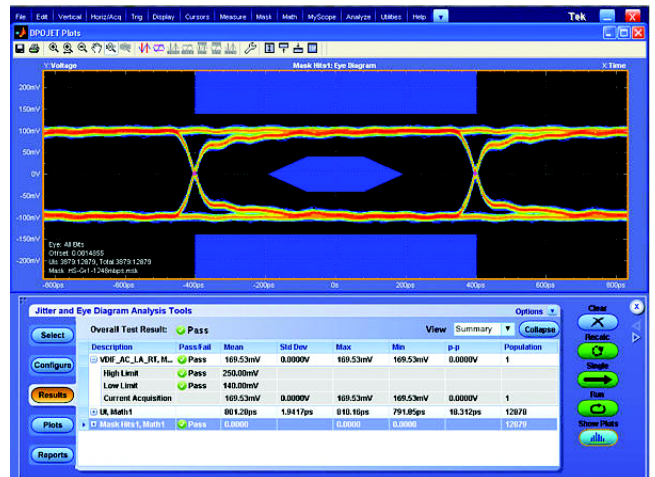 File Edit Vertical Horiz/Acq Trig Display Cursors Measure Mask Math MyScope Analyze Utilities Help Tek
DPOJET Plots
Y:Voltage Mask Hits1: Eye Diagram X:Time
200mV
150mV
100mV
50mV
0V
-50mV
-100mV
-150mV
-200mV
Eye: All Bits
Offset: 0.0014855
UIs:3879:12879, Total:3879:12879
Mask: HS-Gr1-1248mbps.msk
-800ps -600ps -400ps -200ps 0s 200ps 400ps 600ps 800ps
Jitter and Eye Diagram Analysis Tools Options Clear
Select Overall Test Result: Pass View Summary Collapse
Recalc
Description Pass/Fail Mean Std Dev Max Min p-p Population
VDIF_AC_LA_RT, M... Pass 169.53mV 0.0000V 169.53mV 169.53mV 0.0000V 1
Configure High Limit Pass 250.00mV
Single
Low Limit Pass 140.00mV
Results Current Acquisition 169.53mV 0.0000V 169.53mV 169.53mV 0.0000V 1
Run
UI, Math1 801.28ps 1.9417ps 810.16ps 791.85ps 18.312ps 12878
Plots Mask Hits1, Math1 Pass 0.0000 0.0000 0.0000 12879
Show Plots
Reports